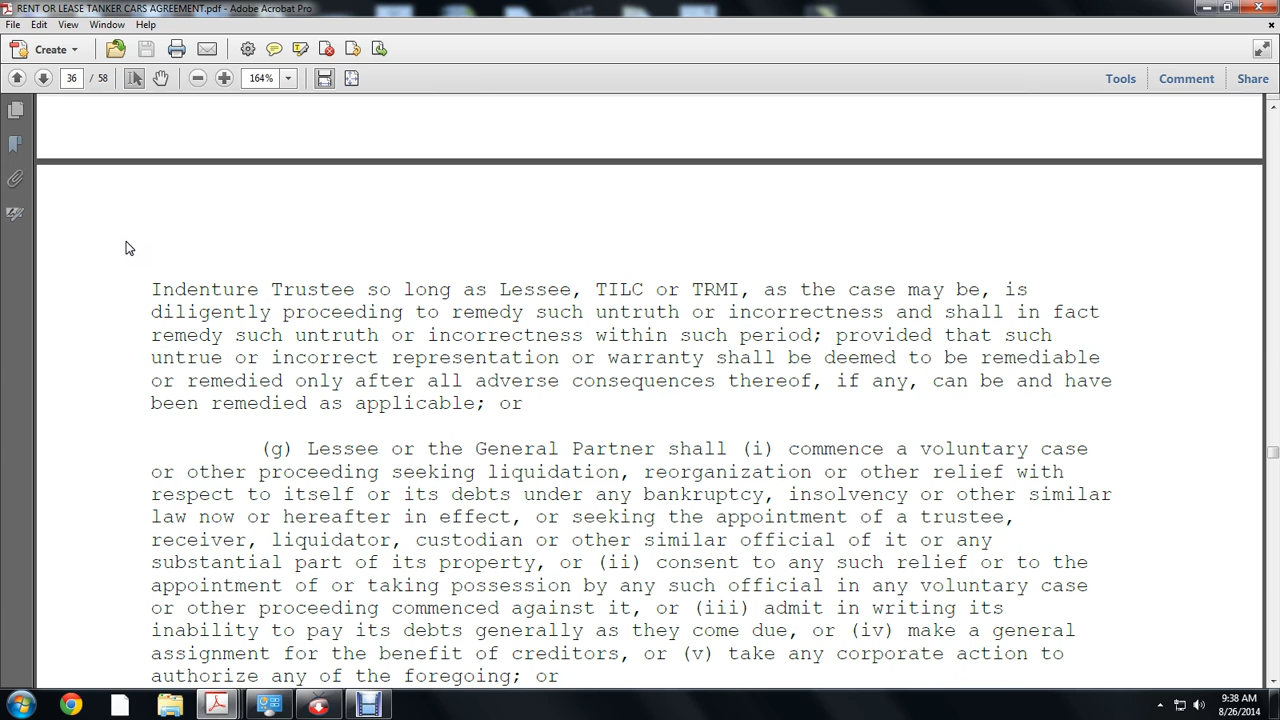 RENT OR LEASE TANKER CARS AGREEMENT.pdf - Adobe Acrobat Pro
File Edit View Window Help
Create
36 / 58 164% Tools Comment Share
Indenture Trustee so long as Lessee, TILC or TRMI, as the case may be, is
diligently proceeding to remedy such untruth or incorrectness and shall in fact
remedy such untruth or incorrectness within such period; provided that such
untrue or incorrect representation or warranty shall be deemed to be remediable
or remedied only after all adverse consequences thereof, if any, can be and have
been remedied as applicable; or
(g) Lessee or the General Partner shall (i) commence a voluntary case
or other proceeding seeking liquidation, reorganization or other relief with
respect to itself or its debts under any bankruptcy, insolvency or other similar
law now or hereafter in effect, or seeking the appointment of a trustee,
receiver, liquidator, custodian or other similar official of it or any
substantial part of its property, or (ii) consent to any such relief or to the
appointment of or taking possession by any such official in any voluntary case
or other proceeding commenced against it, or (iii) admit in writing its
inability to pay its debts generally as they come due, or (iv) make a general
assignment for the benefit of creditors, or (v) take any corporate action to
authorize any of the foregoing; or
9:38 AM
8/26/2014